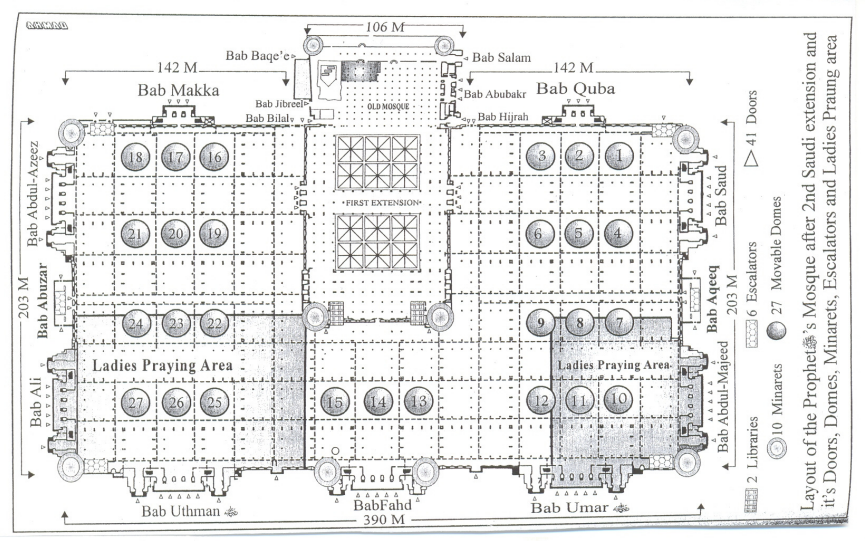 106 M
Bab Baqe'e
Bab Salam
142 M
142 M
Bab Makka
Bab Abubakr
Bab Quba
Bab Jibreel
OLD MOSQUE
Bab Bilal
Bab Hijrah
18 17 16
3 2 1
Bab Abdul-Azeez
Bab Saud
FIRST EXTENSION
21 20 19
6 5 4
203 M
Bab Abuzar
Bab Aqeeq
203 M
24 23 22
9 8 7
Ladies Praying Area
Ladies Praying Area
Bab Ali
Bab Abdul-Majeed
27 26 25
15 14 13
12 11 10
Bab Uthman
BabFahd
Bab Umar
390 M
2 Libraries
6 Escalators
41 Doors
10 Minarets
27 Movable Domes
Layout of the Prophet ﷺ's Mosque after 2nd Saudi extension and
it's Doors, Domes, Minarets, Escalators and Ladies Praung area